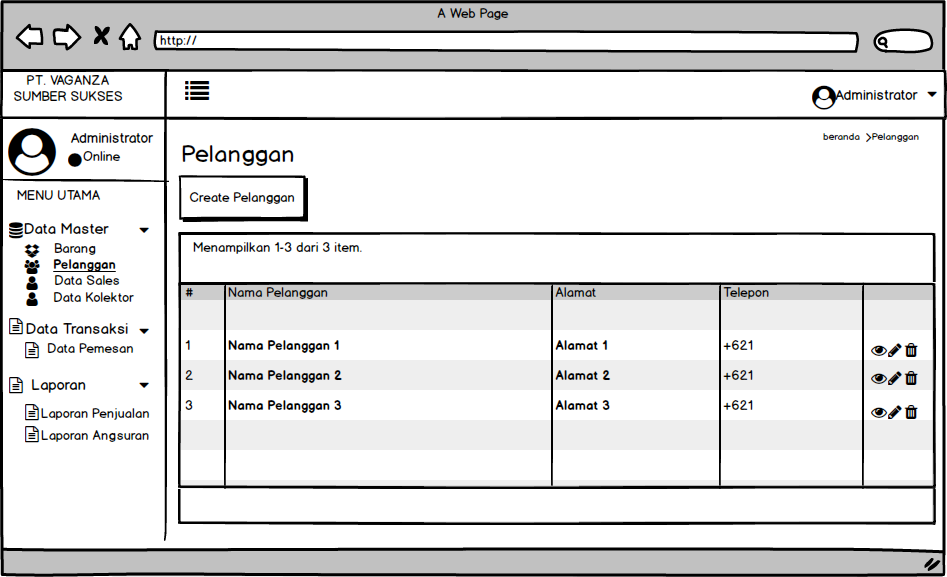 A Web Page
http://
PT. VAGANZA
SUMBER SUKSES
Administrator
Administrator
Online
MENU UTAMA
Data Master
Barang
Pelanggan
Data Sales
Data Kolektor
Data Transaksi
Data Pemesan
Laporan
Laporan Penjualan
Laporan Angsuran
beranda >Pelanggan
Pelanggan
Create Pelanggan
Menampilkan 1-3 dari 3 item.
# Nama Pelanggan Alamat Telepon
1 Nama Pelanggan 1 Alamat 1 +621
2 Nama Pelanggan 2 Alamat 2 +621
3 Nama Pelanggan 3 Alamat 3 +621